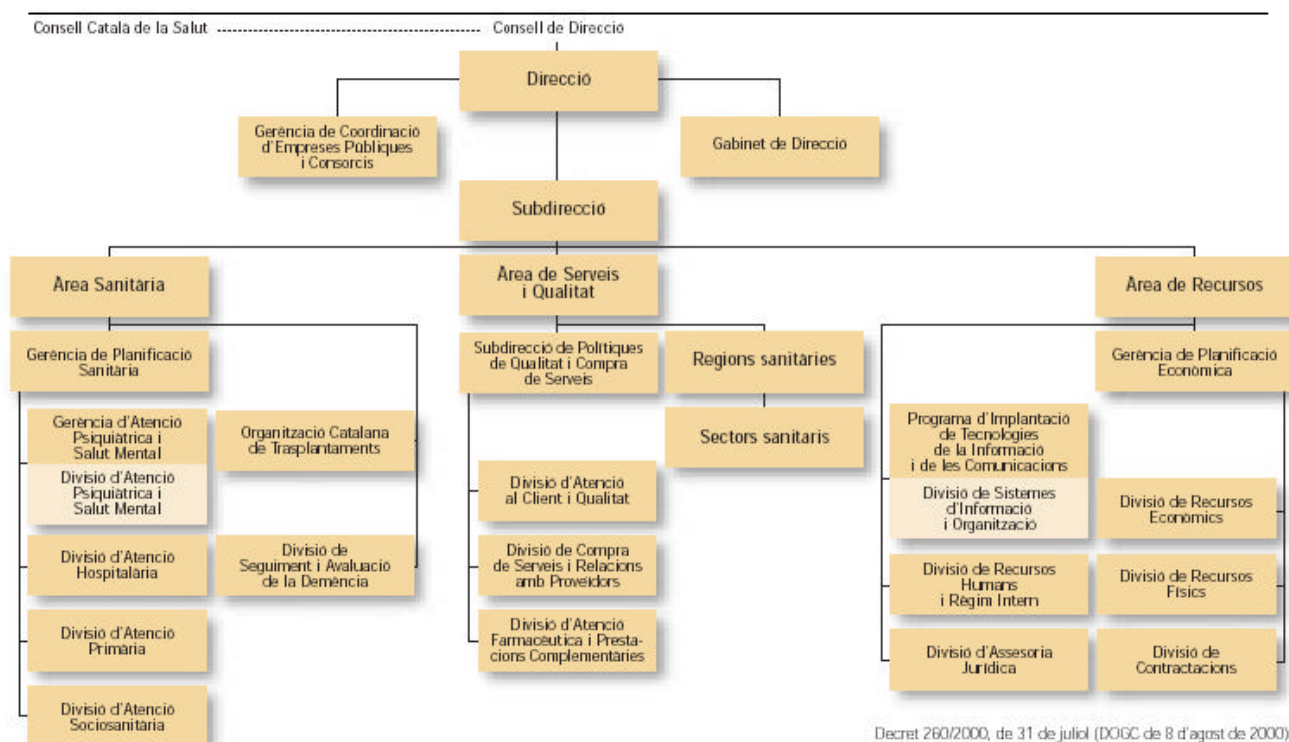 Consell Català de la Salut
Consell de Direcció
Direcció
Gerència de Coordinació
d'Empreses Públiques
i Consorcis
Gabinet de Direcció
Subdirecció
Àrea Sanitària
Àrea de Serveis
i Qualitat
Àrea de Recursos
Gerència de Planificació
Sanitària
Subdirecció de Polítiques
de Qualitat i Compra
de Serveis
Regions sanitàries
Gerència de Planificació
Econòmica
Gerència d'Atenció
Psiquiàtrica i
Salut Mental
Divisió d'Atenció
Psiquiàtrica i
Salut Mental
Organització Catalana
de Trasplantaments
Sectors sanitaris
Programa d'Implantació
de Tecnologies
de la Informació
i de les Comunicacions
Divisió de Sistemes
d'Informació
i Organització
Divisió d'Atenció
al Client i Qualitat
Divisió de Recursos
Econòmics
Divisió d'Atenció
Hospitalària
Divisió de
Seguiment i Avaluació
de la Demència
Divisió de Compra
de Serveis i Relacions
amb Proveïdors
Divisió de Recursos
Humans
i Règim Intern
Divisió de Recursos
Físics
Divisió d'Atenció
Primària
Divisió d'Atenció
Farmacèutica i Presta-
cions Complementàries
Divisió d'Assesoria
Jurídica
Divisió de
Contractacions
Divisió d'Atenció
Sociosanitària
Decret 260/2000, de 31 de juliol (DOGC de 8 d'agost de 2000)